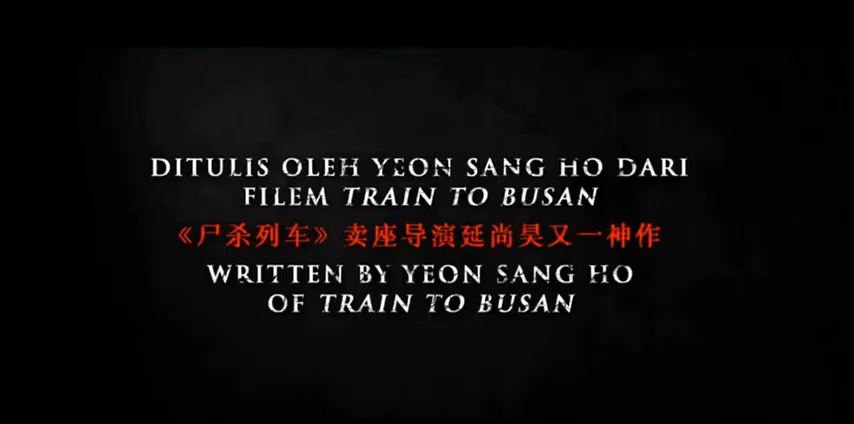 DITULIS OLEH YEON SANG HO DARI
FILEM TRAIN TO BUSAN
《尸杀列车》卖座导演延尚昊又一神作
WRITTEN BY YEON SANG HO
OF TRAIN TO BUSAN